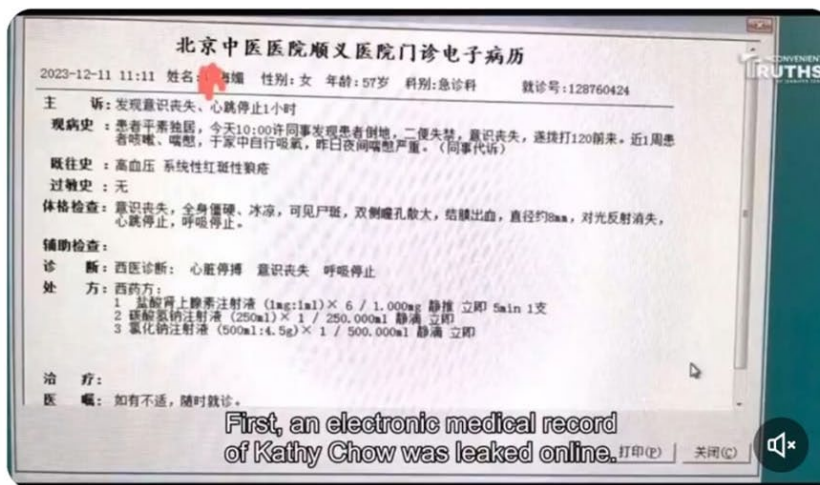 北京中医医院顺义医院门诊电子病历
2023-12-11 11:11 姓名: 海媚 性别: 女 年龄: 57岁 科别: 急诊科 就诊号: 128760424
主 诉: 发现意识丧失、心跳停止1小时
现病史 : 患者平素独居, 今天10:00许同事发现患者倒地, 二便失禁, 意识丧失, 遂拨打120前来。近1周患
者咳嗽、喘憋, 于家中自行吸氧, 昨日夜间喘憋严重。(同事代诉)
既往史 : 高血压 系统性红斑性狼疮
过敏史 : 无
体格检查: 意识丧失, 全身僵硬、冰凉, 可见尸斑, 双侧瞳孔散大, 结膜出血, 直径约8mm, 对光反射消失,
心跳停止, 呼吸停止。
辅助检查:
诊 断: 西医诊断: 心脏停搏 意识丧失 呼吸停止
处 方: 西药方:
1 盐酸肾上腺素注射液 (1mg:1ml)× 6 / 1.000mg 静推 立即 5min 1支
2 碳酸氢钠注射液 (250ml)× 1 / 250.000ml 静滴 立即
3 氯化钠注射液 (500ml:4.5g)× 1 / 500.000ml 静滴 立即
治 疗:
医 嘱: 如有不适, 随时就诊。
First, an electronic medical record
of Kathy Chow was leaked online.
打印(P) 关闭(C)
INCONVENIENT
TRUTHS